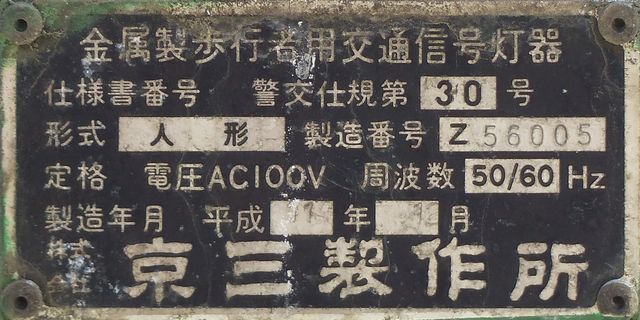 金属製歩行者用交通信号灯器
仕様書番号 警交仕規第 30 号
形式 人形 製造番号 Z56005
定格 電圧AC100V 周波数 50/60 Hz
製造年月 平成 年 月
株式会社 京三製作所